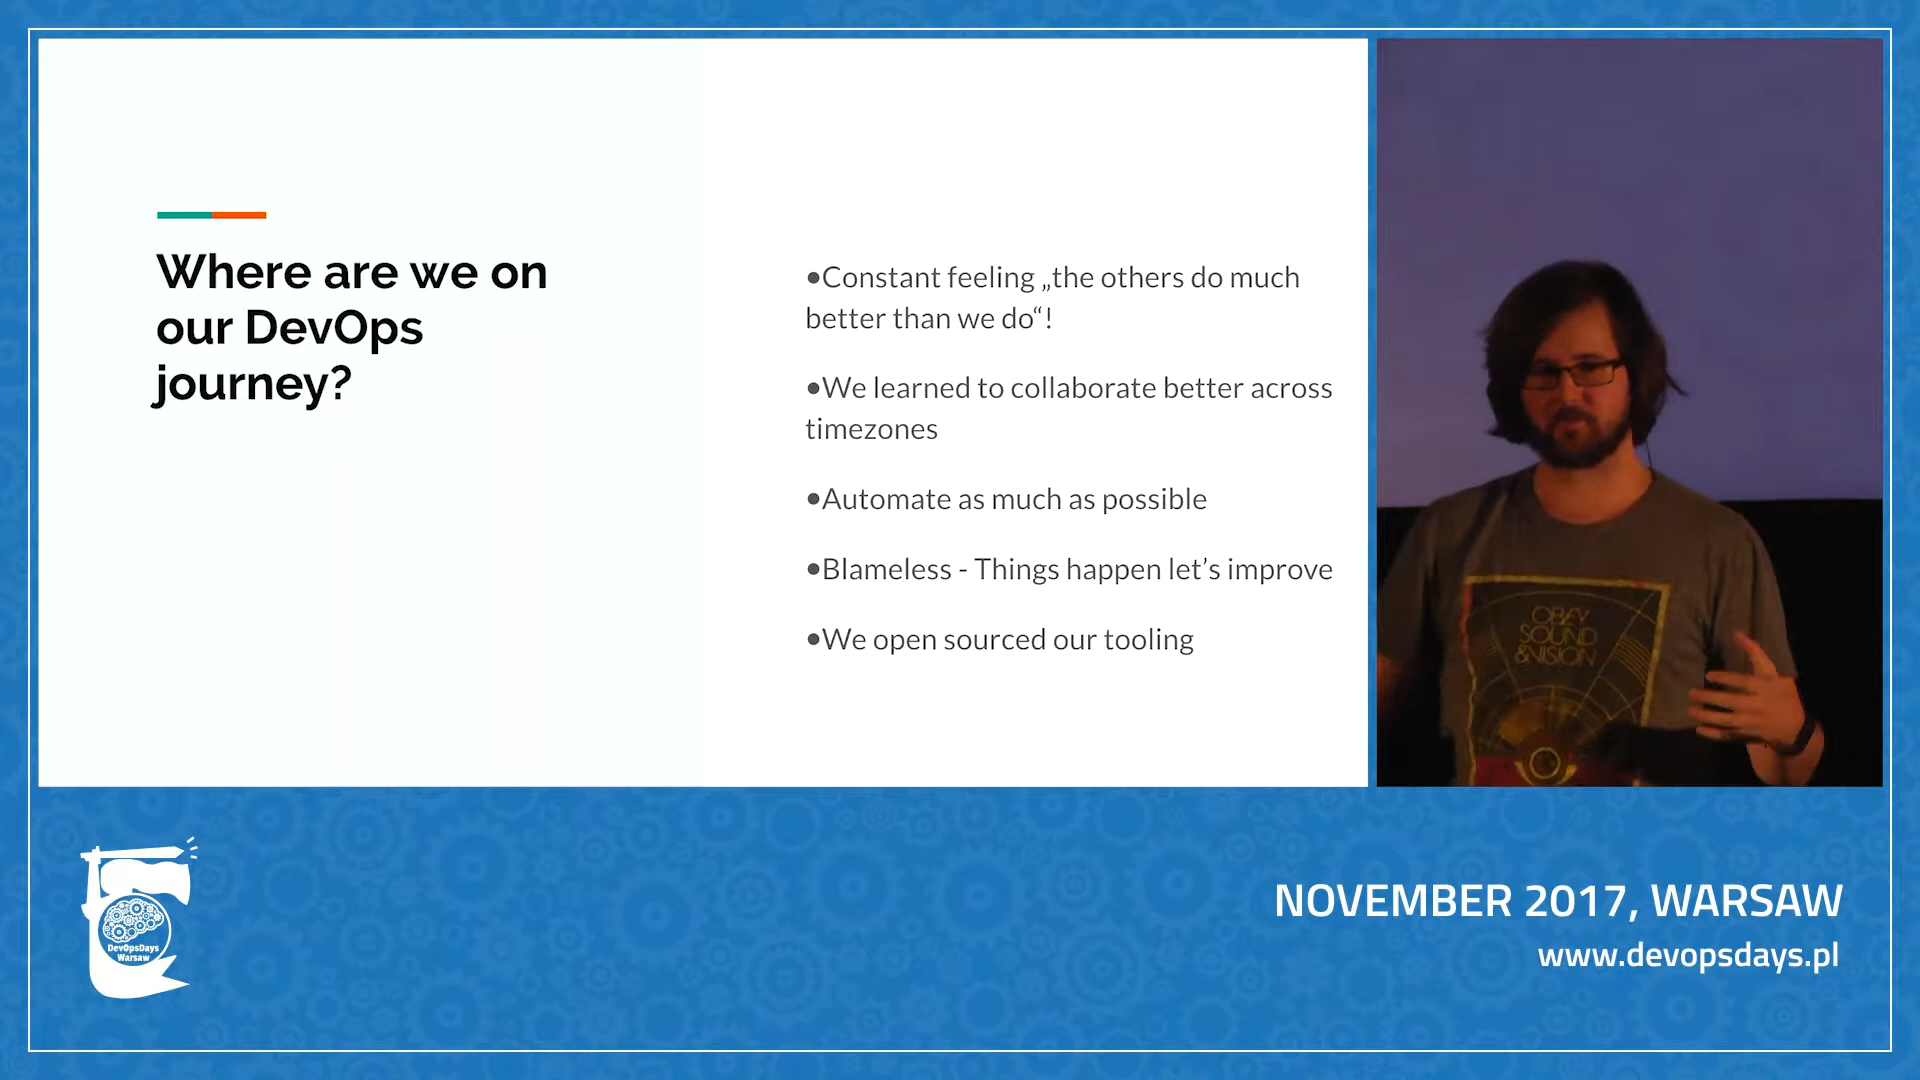 Where are we on
our DevOps
journey?
●Constant feeling „the others do much
better than we do“!
●We learned to collaborate better across
timezones
●Automate as much as possible
●Blameless - Things happen let’s improve
●We open sourced our tooling
OBEY
SOUND
&VISION
DevOpsDays
Warsaw
NOVEMBER 2017, WARSAW
www.devopsdays.pl